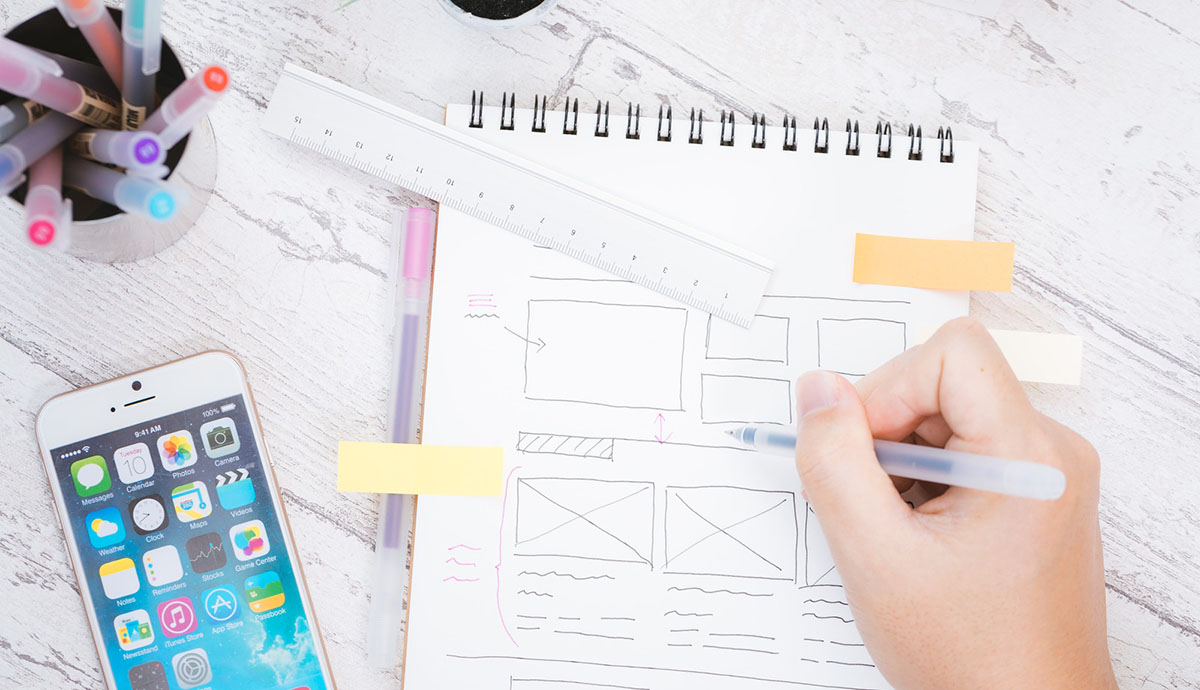 MUJI
15 14 13 12 11 10 9 8 7 6 5 4 3 2 1
9:41 AM
100%
Tuesday
10
Messages
Calendar
Photos
Camera
Weather
Clock
Maps
Videos
Notes
Reminders
Stocks
Game Center
Newsstand
iTunes Store
App Store
Passbook